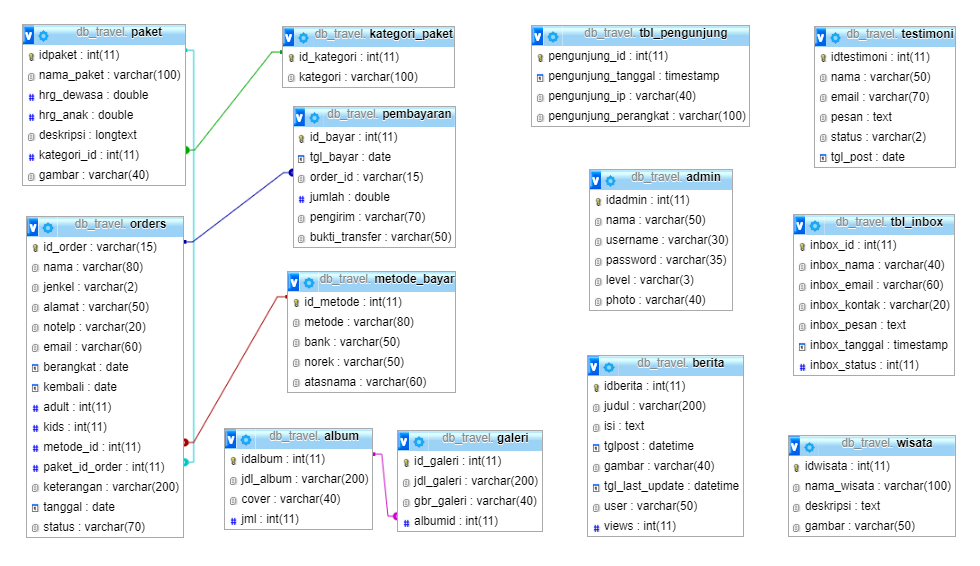 db_travel. paket
idpaket : int(11)
nama_paket : varchar(100)
hrg_dewasa : double
hrg_anak : double
deskripsi : longtext
kategori_id : int(11)
gambar : varchar(40)
db_travel. orders
id_order : varchar(15)
nama : varchar(80)
jenkel : varchar(2)
alamat : varchar(50)
notelp : varchar(20)
email : varchar(60)
berangkat : date
kembali : date
adult : int(11)
kids : int(11)
metode_id : int(11)
paket_id_order : int(11)
keterangan : varchar(200)
tanggal : date
status : varchar(70)
db_travel. kategori_paket
id_kategori : int(11)
kategori : varchar(100)
db_travel. pembayaran
id_bayar : int(11)
tgl_bayar : date
order_id : varchar(15)
jumlah : double
pengirim : varchar(70)
bukti_transfer : varchar(50)
db_travel. metode_bayar
id_metode : int(11)
metode : varchar(80)
bank : varchar(50)
norek : varchar(50)
atasnama : varchar(60)
db_travel. album
idalbum : int(11)
jdl_album : varchar(200)
cover : varchar(40)
jml : int(11)
db_travel. galeri
id_galeri : int(11)
jdl_galeri : varchar(200)
gbr_galeri : varchar(40)
albumid : int(11)
db_travel. tbl_pengunjung
pengunjung_id : int(11)
pengunjung_tanggal : timestamp
pengunjung_ip : varchar(40)
pengunjung_perangkat : varchar(100)
db_travel. admin
idadmin : int(11)
nama : varchar(50)
username : varchar(30)
password : varchar(35)
level : varchar(3)
photo : varchar(40)
db_travel. berita
idberita : int(11)
judul : varchar(200)
isi : text
tglpost : datetime
gambar : varchar(40)
tgl_last_update : datetime
user : varchar(50)
views : int(11)
db_travel. testimoni
idtestimoni : int(11)
nama : varchar(50)
email : varchar(70)
pesan : text
status : varchar(2)
tgl_post : date
db_travel. tbl_inbox
inbox_id : int(11)
inbox_nama : varchar(40)
inbox_email : varchar(60)
inbox_kontak : varchar(20)
inbox_pesan : text
inbox_tanggal : timestamp
inbox_status : int(11)
db_travel. wisata
idwisata : int(11)
nama_wisata : varchar(100)
deskripsi : text
gambar : varchar(50)